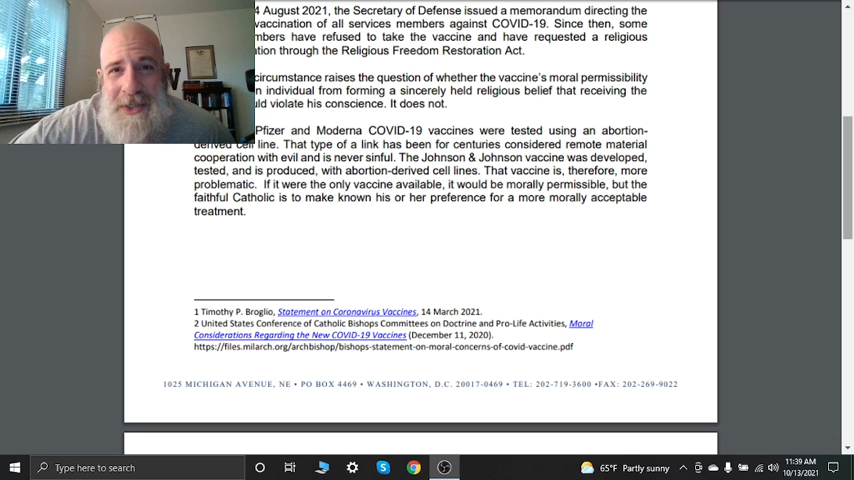 4 August 2021, the Secretary of Defense issued a memorandum directing the
vaccination of all services members against COVID-19. Since then, some
mbers have refused to take the vaccine and have requested a religious
ation through the Religious Freedom Restoration Act.
circumstance raises the question of whether the vaccine's moral permissibility
n individual from forming a sincerely held religious belief that receiving the
uld violate his conscience. It does not.
Pfizer and Moderna COVID-19 vaccines were tested using an abortion-
derived cell line. That type of a link has been for centuries considered remote material
cooperation with evil and is never sinful. The Johnson & Johnson vaccine was developed,
tested, and is produced, with abortion-derived cell lines. That vaccine is, therefore, more
problematic. If it were the only vaccine available, it would be morally permissible, but the
faithful Catholic is to make known his or her preference for a more morally acceptable
treatment.
1 Timothy P. Broglio, Statement on Coronavirus Vaccines, 14 March 2021.
2 United States Conference of Catholic Bishops Committees on Doctrine and Pro-Life Activities, Moral
Considerations Regarding the New COVID-19 Vaccines (December 11, 2020).
https://files.milarch.org/archbishop/bishops-statement-on-moral-concerns-of-covid-vaccine.pdf
1025 MICHIGAN AVENUE, NE • PO BOX 4469 • WASHINGTON, D.C. 20017-0469 • TEL: 202-719-3600 •FAX: 202-269-9022
Type here to search
65°F Partly sunny
11:39 AM
10/13/2021